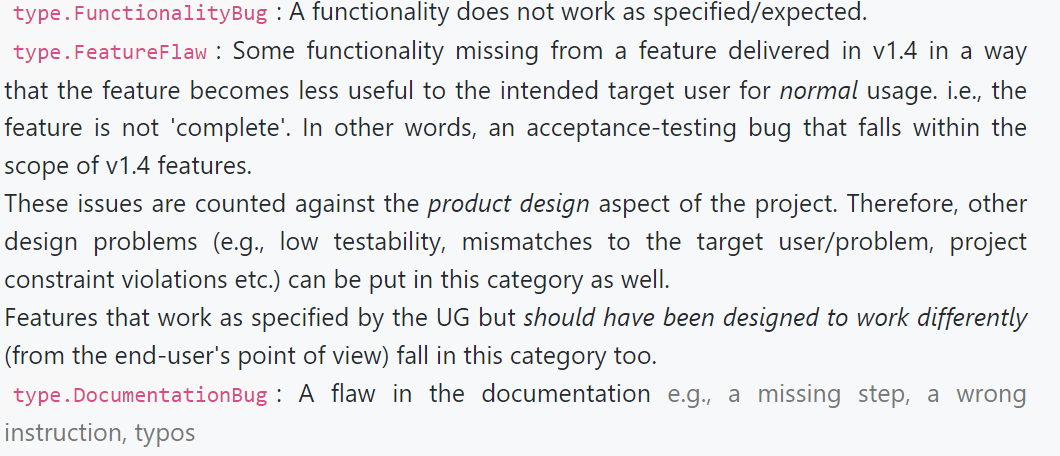 type.FunctionalityBug : A functionality does not work as specified/expected.
type.FeatureFlaw : Some functionality missing from a feature delivered in v1.4 in a way
that the feature becomes less useful to the intended target user for normal usage. i.e., the
feature is not 'complete'. In other words, an acceptance-testing bug that falls within the
scope of v1.4 features.
These issues are counted against the product design aspect of the project. Therefore, other
design problems (e.g., low testability, mismatches to the target user/problem, project
constraint violations etc.) can be put in this category as well.
Features that work as specified by the UG but should have been designed to work differently
(from the end-user's point of view) fall in this category too.
type.DocumentationBug : A flaw in the documentation e.g., a missing step, a wrong
instruction, typos